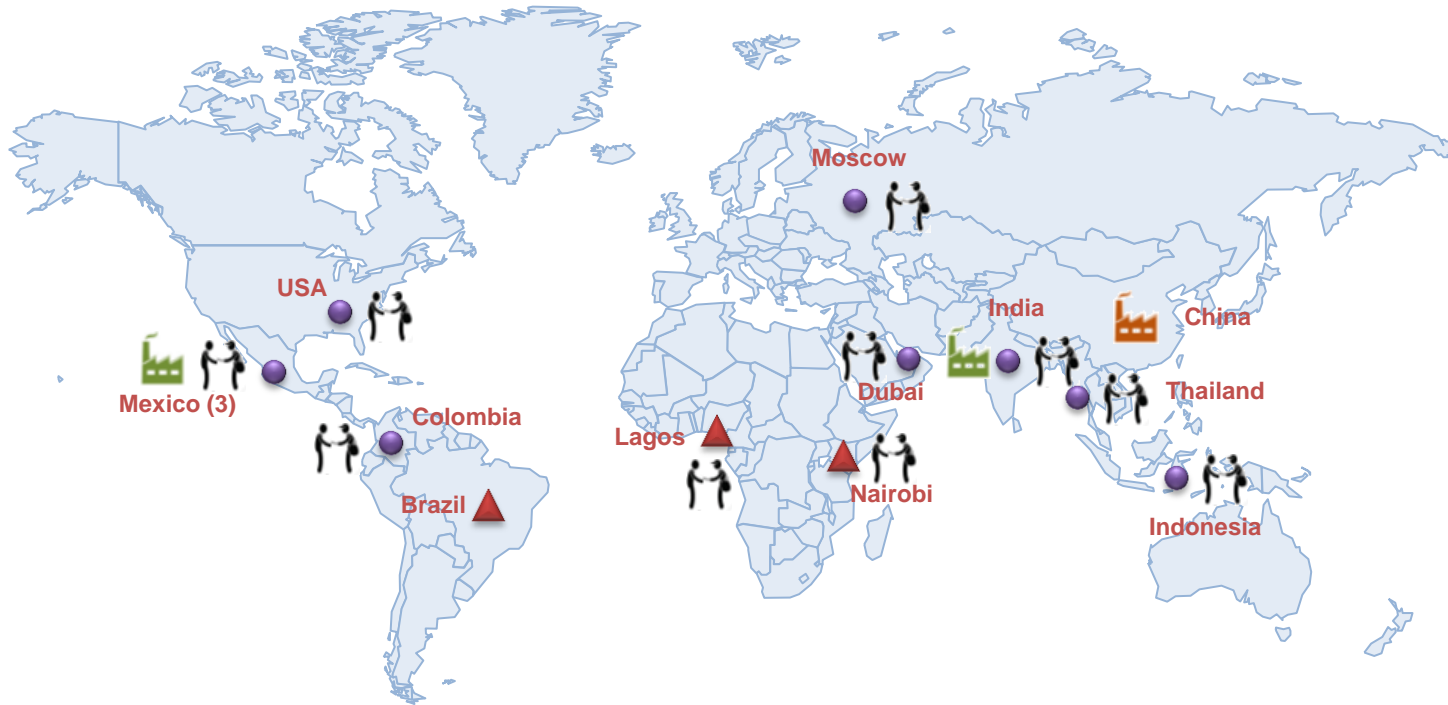 Moscow
USA
India
China
Mexico (3)
Dubai
Thailand
Colombia
Lagos
Nairobi
Brazil
Indonesia